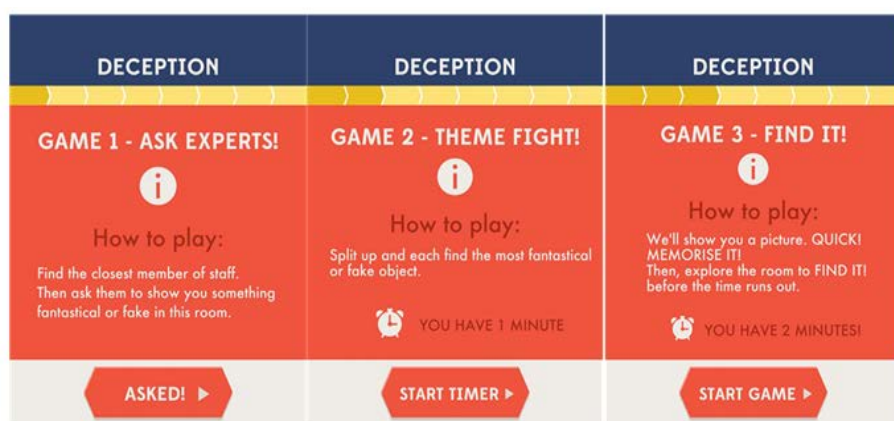 DECEPTION
GAME 1 - ASK EXPERTS!
i
How to play:
Find the closest member of staff.
Then ask them to show you something
fantastical or fake in this room.
ASKED!
DECEPTION
GAME 2 - THEME FIGHT!
i
How to play:
Split up and each find the most fantastical
or fake object.
YOU HAVE 1 MINUTE
START TIMER
DECEPTION
GAME 3 - FIND IT!
i
How to play:
We'll show you a picture. QUICK!
MEMORISE IT!
Then, explore the room to FIND IT!
before the time runs out.
YOU HAVE 2 MINUTES!
START GAME